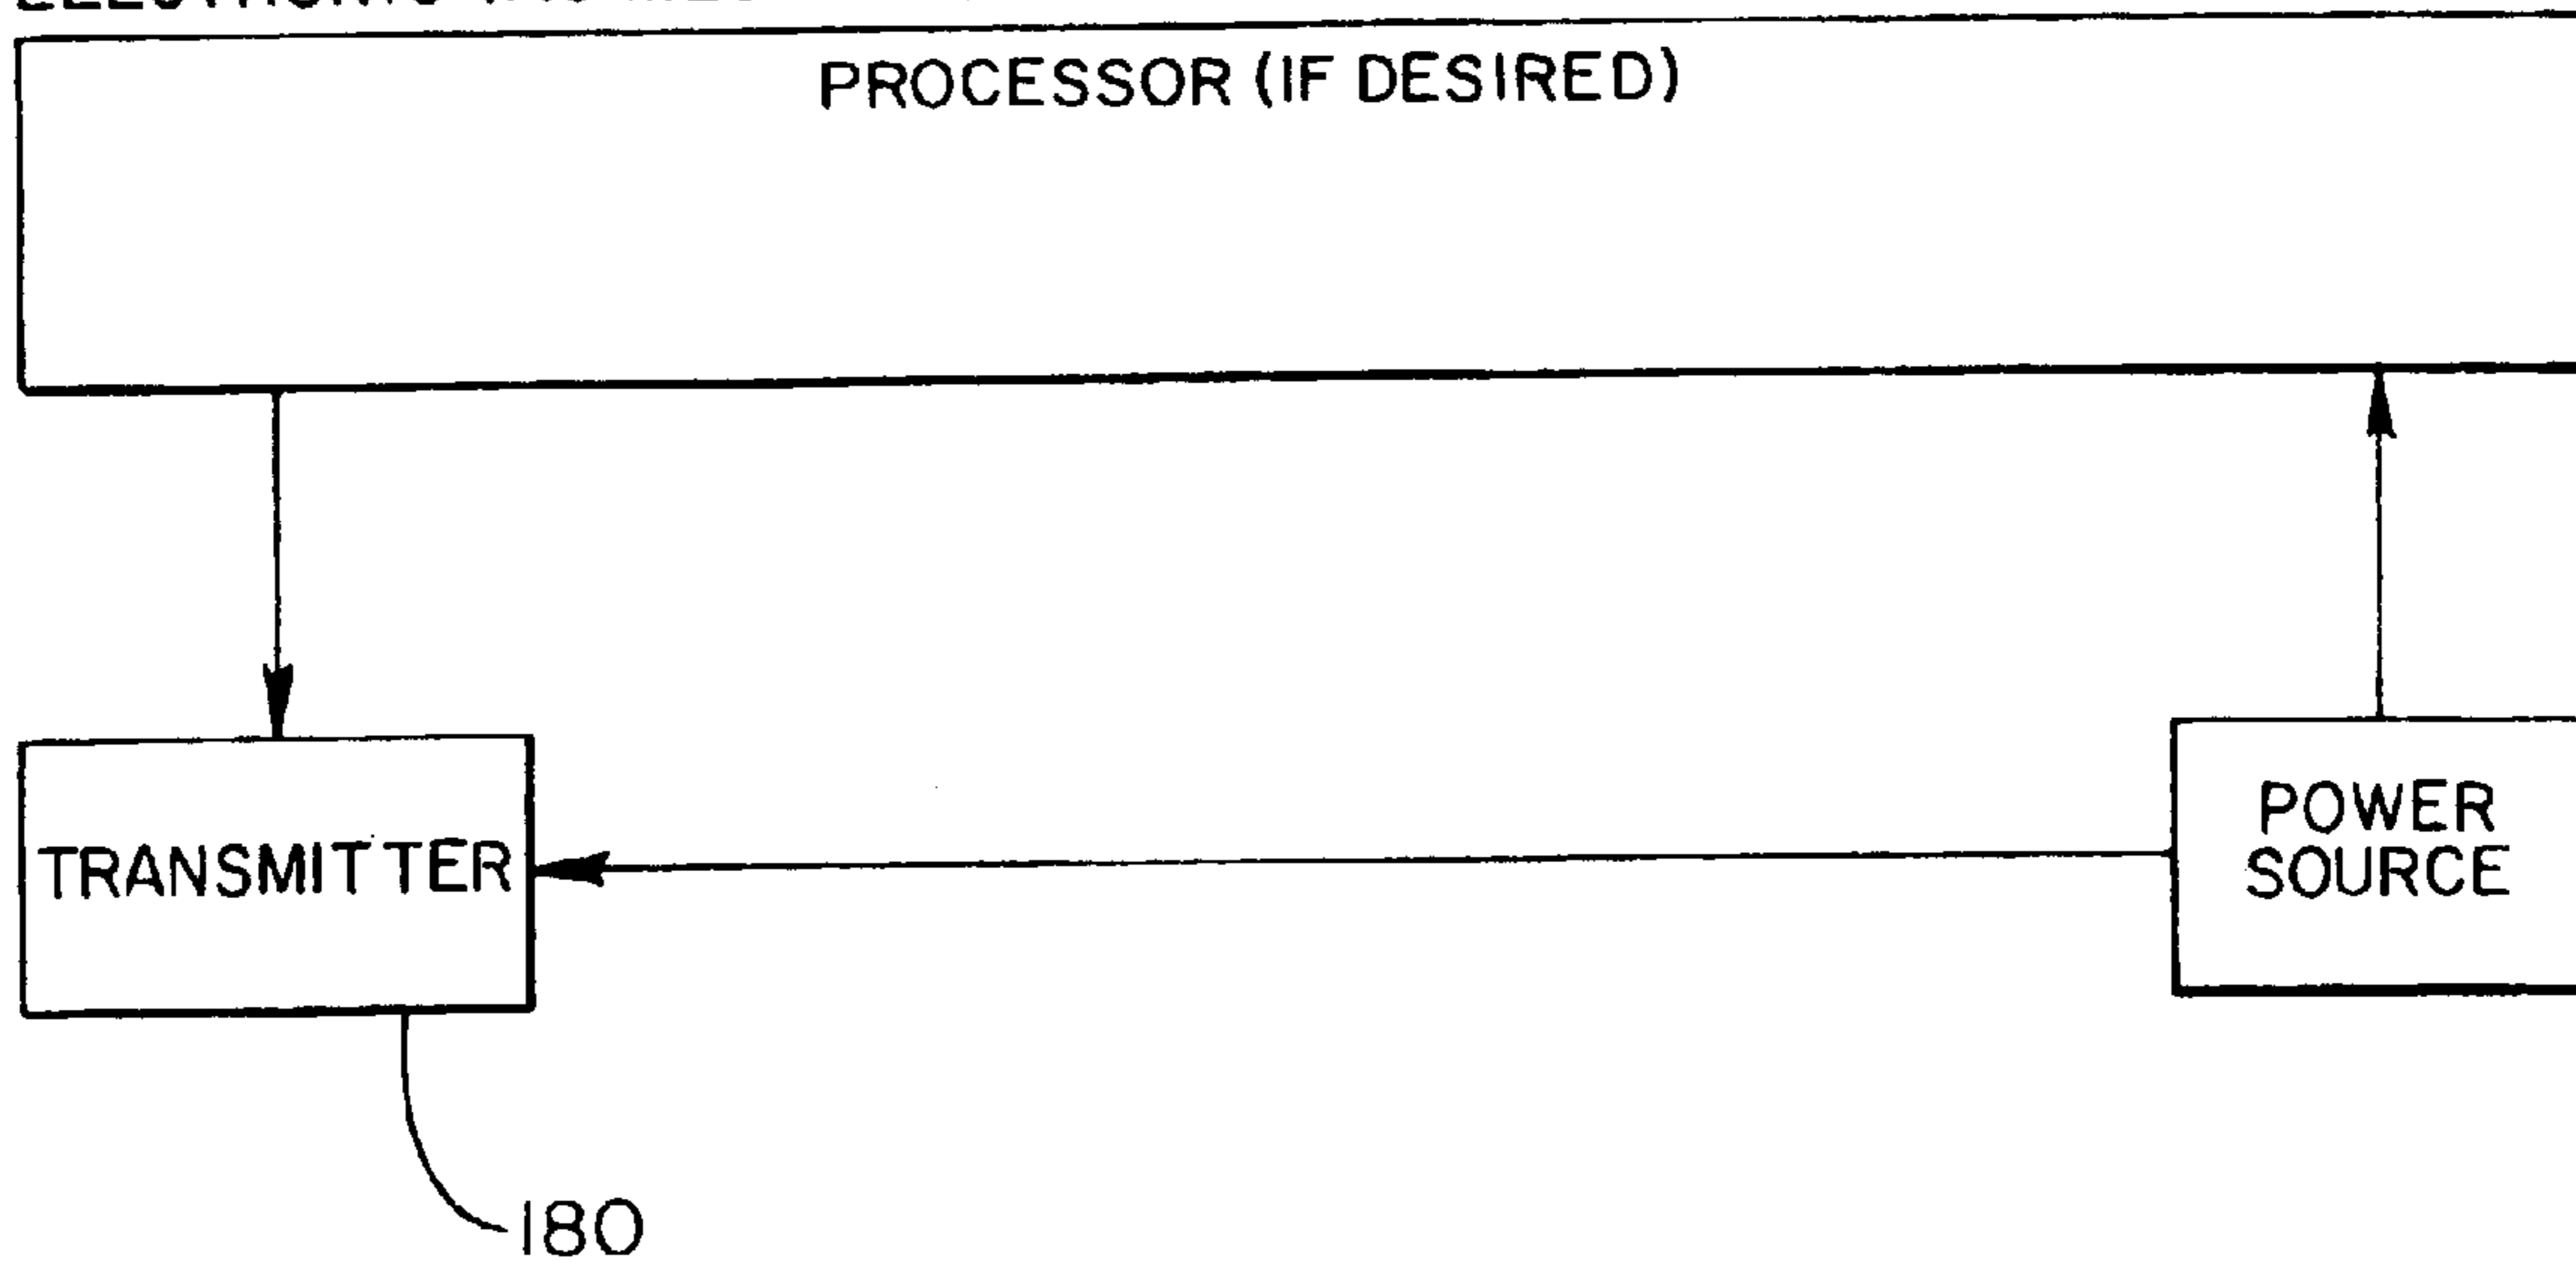 PROCESSOR (IF DESIRED)
TRANSMITTER
POWER
SOURCE
180